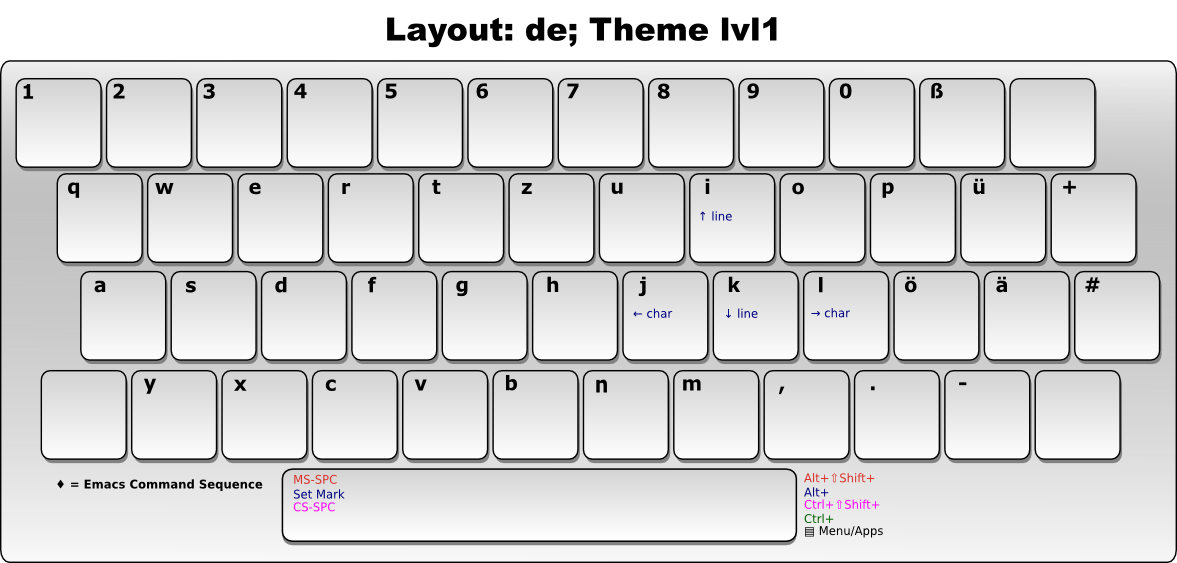 Layout: de; Theme lvl1
1 2 3 4 5 6 7 8 9 0 ß
q w e r t z u i o p ü +
↑ line
a s d f g h j k l ö ä #
← char ↓ line → char
y x c v b n m , . -
♦ = Emacs Command Sequence
MS-SPC
Set Mark
CS-SPC
Alt+⇧Shift+
Alt+
Ctrl+⇧Shift+
Ctrl+
▤ Menu/Apps